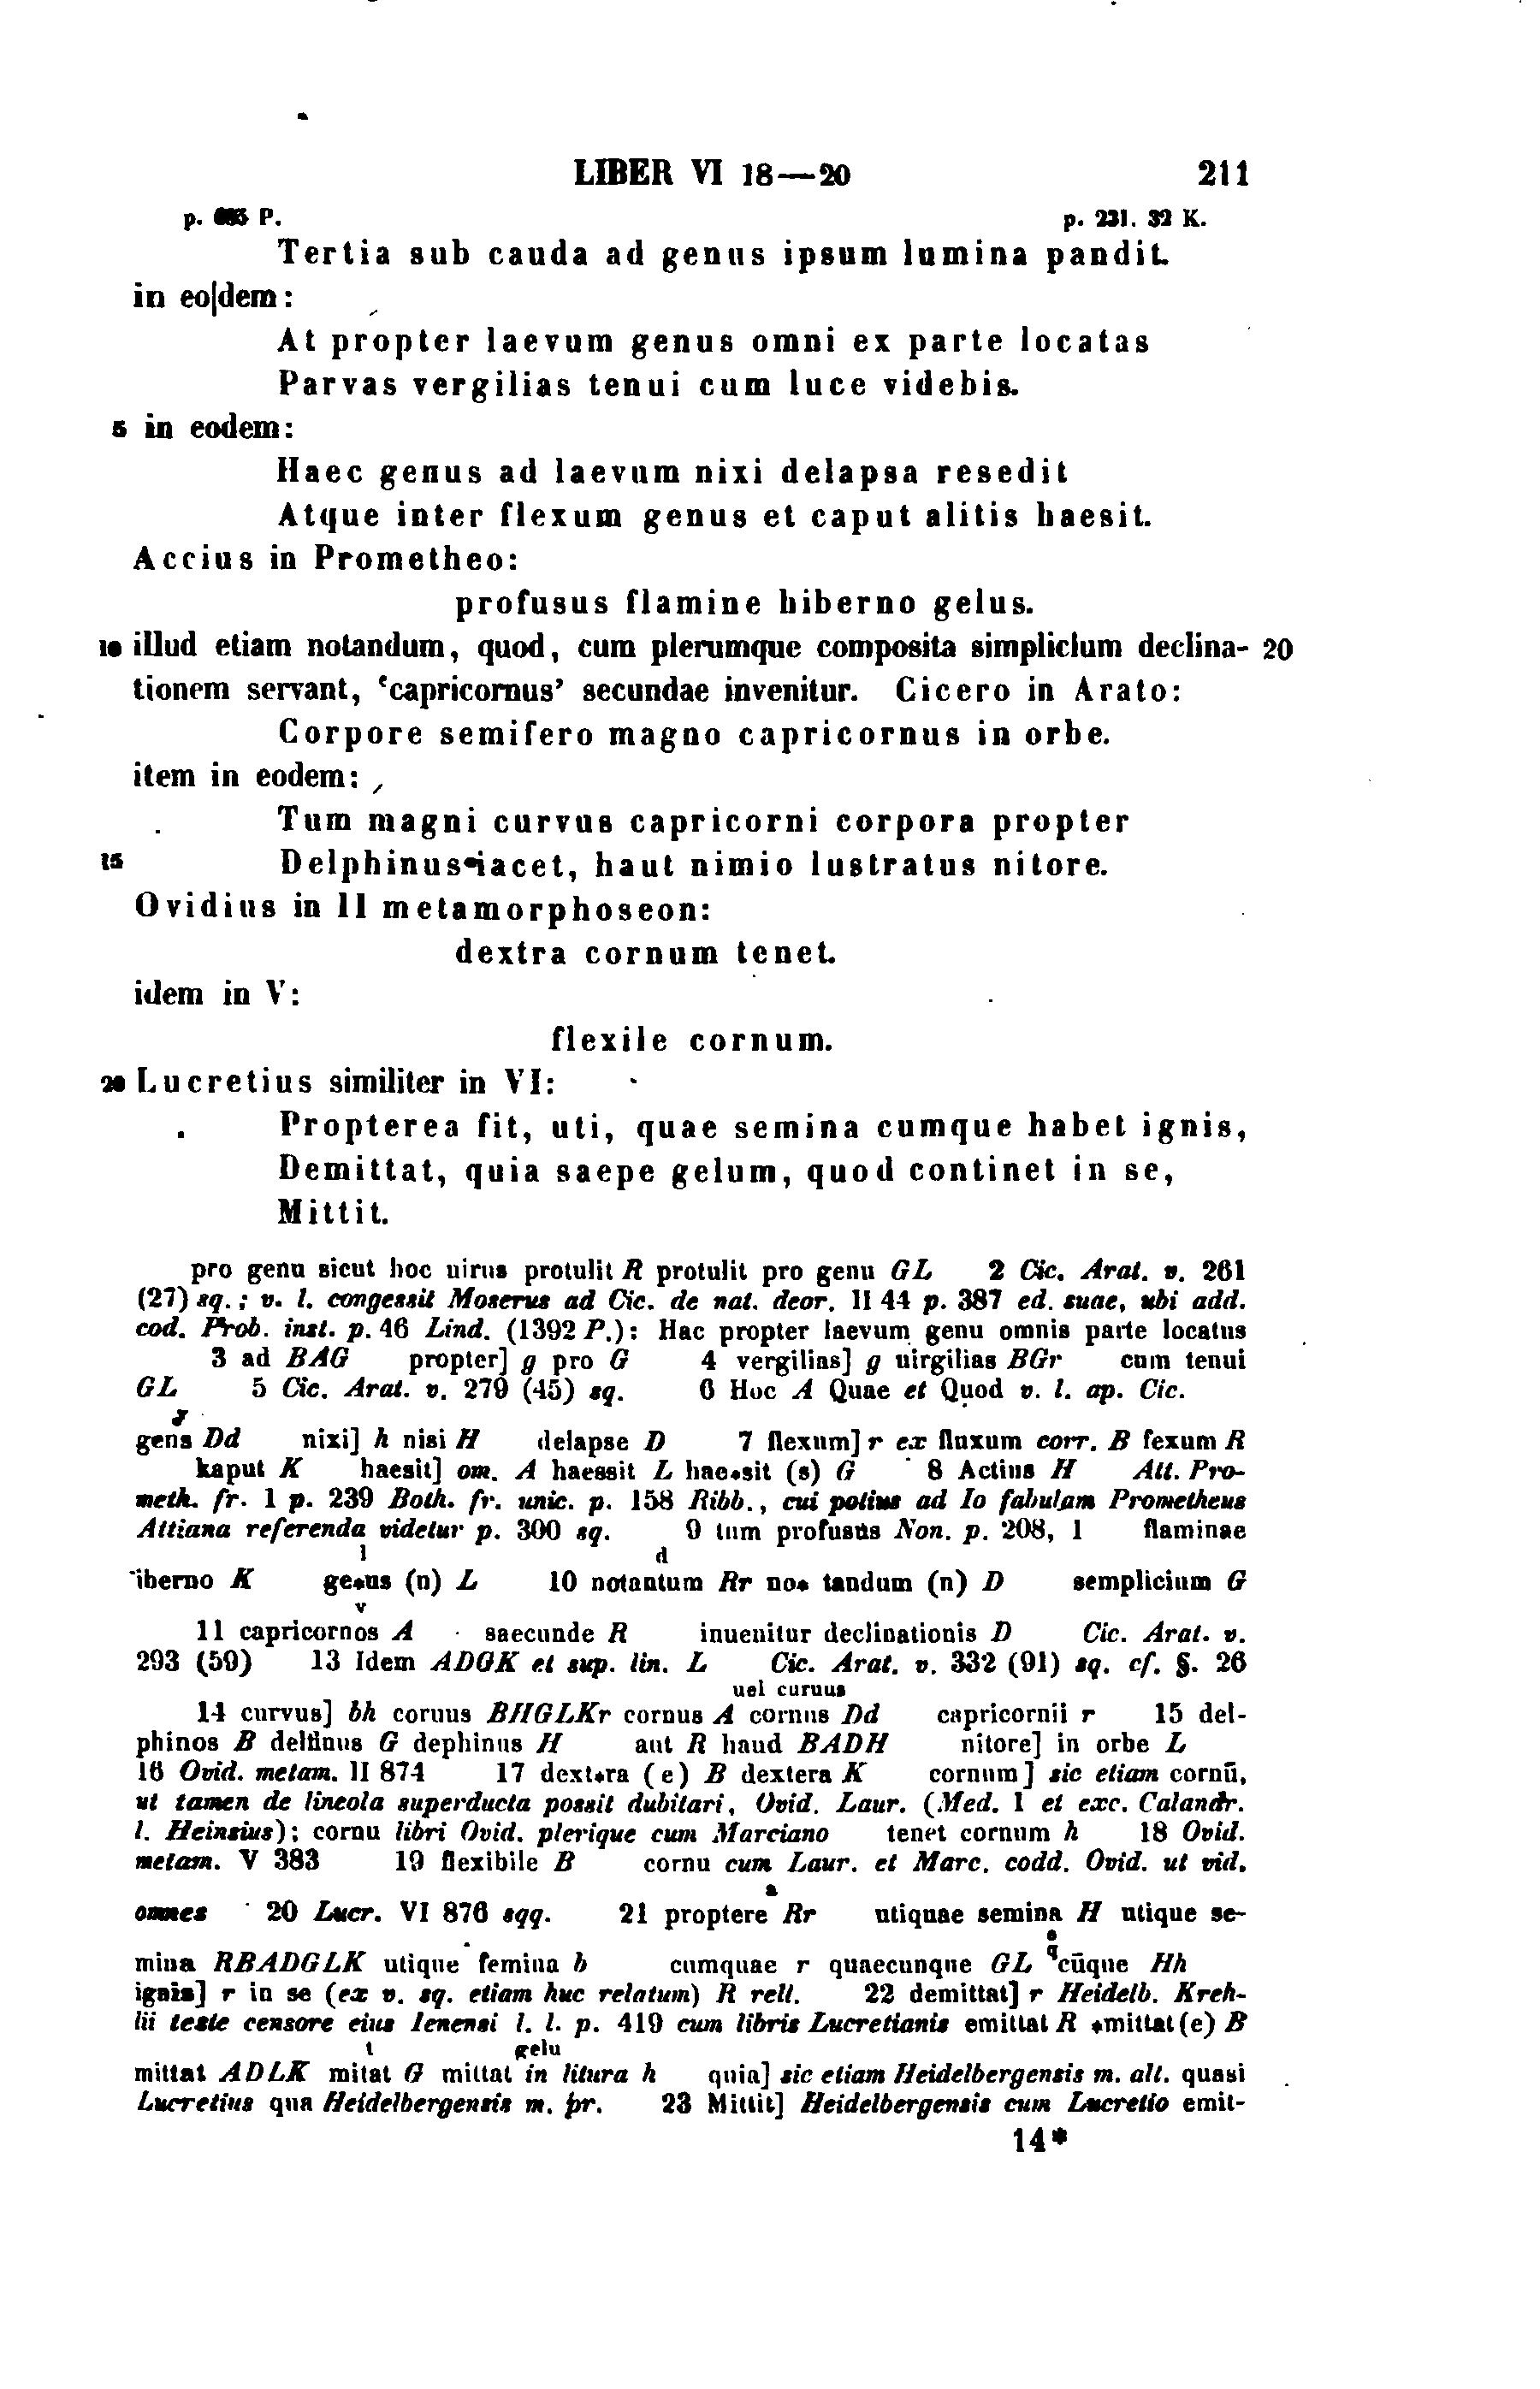 LIBER VI 18—20 211
p. P. p. 231. 32 K.
Tertia sub cauda ad genus ipsum lumina pandit.
in eo|dem:
At propter laevum genus omni ex parte locatas
Parvas vergilias tenui cum luce videbis.
5 in eodem:
Haec genus ad laevum nixi delapsa resedit
Atque inter flexum genus et caput alitis haesit.
Accius in Prometheo:
profusus flamine hiberno gelus.
10 illud etiam notandum, quod, cum plerumque composita simplicium declina- 20
tionem servant, ‘capricornus’ secundae invenitur. Cicero in Arato:
Corpore semifero magno capricornus in orbe.
item in eodem:
Tum magni curvus capricorni corpora propter
15 Delphinus iacet, haut nimio lustratus nitore.
Ovidius in II metamorphoseon:
dextra cornum tenet.
idem in V:
flexile cornum.
20 Lucretius similiter in VI:
Propterea fit, uti, quae semina cumque habet ignis,
Demittat, quia saepe gelum, quod continet in se,
Mittit.
pro genu sicut hoc uirus protulit R protulit pro genu GL 2 Cic. Arat. v. 261
(27) sq.; v. l. congessit Moserus ad Cic. de nat. deor. II 44 p. 387 ed. suae, ubi add.
cod. Prob. inst. p. 46 Lind. (1392 P.): Hac propter laevum genu omnis parte locatus
3 ad BAG propter] g pro G 4 vergilias] g uirgilias BGr cum tenui
GL 5 Cic. Arat. v. 279 (45) sq. 6 Hoc A Quae et Quod v. l. ap. Cic.
gens Dd nixi] h nisi H delapse D 7 flexum] r ex fluxum corr. B fexum R
kaput K haesit] om. A haessit L hae*sit (s) G 8 Actius H Att. Pro-
meth. fr. 1 p. 239 Both. fr. unic. p. 158 Ribb., cui potius ad Io fabulam Prometheus
Attiana referenda videtur p. 300 sq. 9 tum profusus Non. p. 208, 1 flaminae
l d
iberno K ge*us (n) L 10 notantum Rr no* tandum (n) D semplicium G
v
11 capricornos A saecunde R inuenitur declinationis D Cic. Arat. v.
293 (59) 13 Idem ADGK et sup. lin. L Cic. Arat. v. 332 (91) sq. cf. §. 26
uel curuus
14 curvus] bh coruus BHGLKr cornus A cornus Dd capricornii r 15 del-
phinos B delfinus G dephinus H aut R haud BADH nitore] in orbe L
16 Ovid. metam. II 874 17 dext*ra (e) B dextera K cornum] sic etiam cornū,
ut tamen de lineola superducta possit dubitari, Ovid. Laur. (Med. 1 et exc. Calandr.
l. Heinsius); cornu libri Ovid. plerique cum Marciano tenet cornum h 18 Ovid.
metam. V 383 19 flexibile B cornu cum Laur. et Marc. codd. Ovid. ut vid.
a
omnes 20 Lucr. VI 876 sqq. 21 proptere Rr utiquae semina H utique se-
e
mina RBADGLK utique femina b cumquae r quaecunque GL qcūque Hh
ignis] r in se (ex v. sq. etiam huc relatum) R rell. 22 demittat] r Heidelb. Kreh-
lii teste censore eius Ienensi l. l. p. 419 cum libris Lucretianis emittat R *mittat (e) B
t gelu
mittat ADLK mitat G mittat in litura h quia] sic etiam Heidelbergensis m. alt. quasi
Lucretius qua Heidelbergensis m. pr. 23 Mittit] Heidelbergensis cum Lucretio emit-
14*